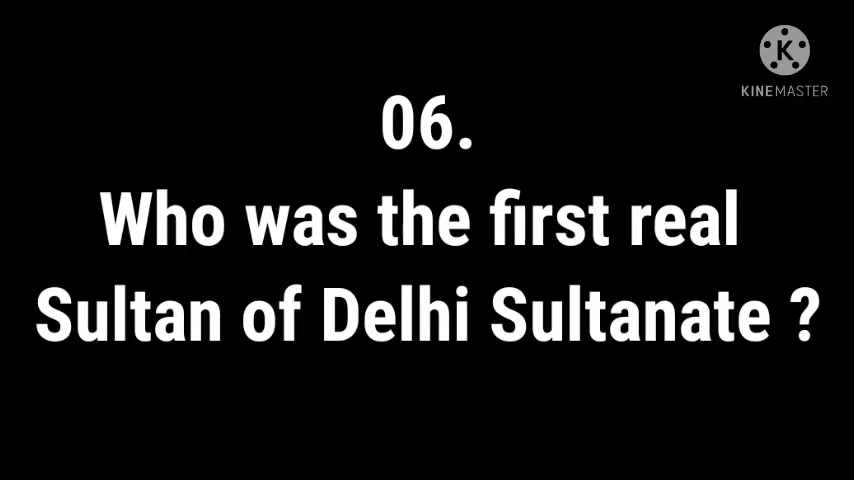 K
KINEMASTER
06.
Who was the first real
Sultan of Delhi Sultanate ?